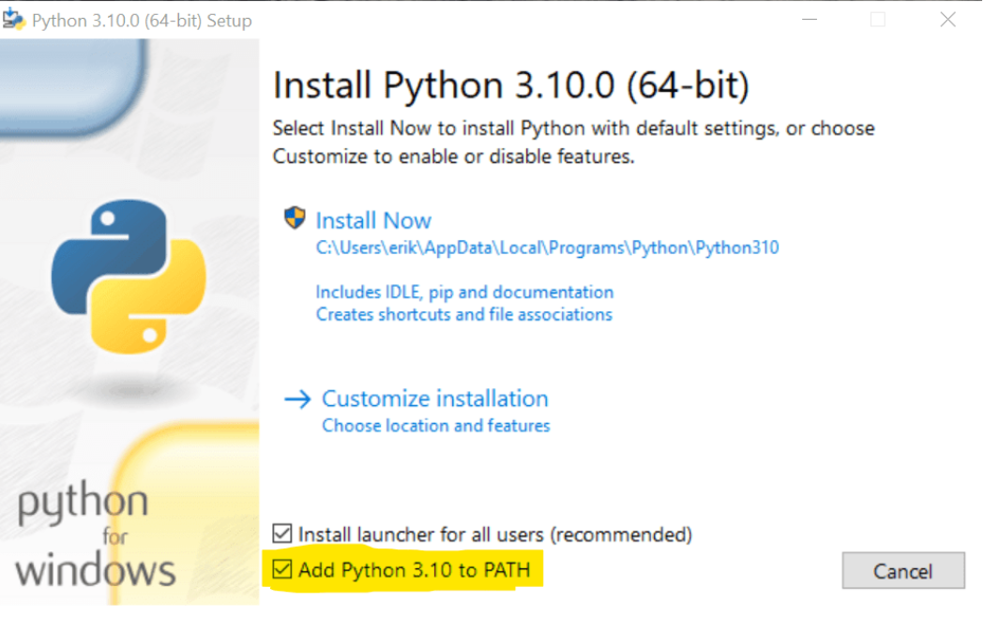 Python 3.10.0 (64-bit) Setup
Install Python 3.10.0 (64-bit)
Select Install Now to install Python with default settings, or choose
Customize to enable or disable features.
Install Now
C:\Users\erik\AppData\Local\Programs\Python\Python310
Includes IDLE, pip and documentation
Creates shortcuts and file associations
Customize installation
Choose location and features
python
for
windows
Install launcher for all users (recommended)
Add Python 3.10 to PATH
Cancel